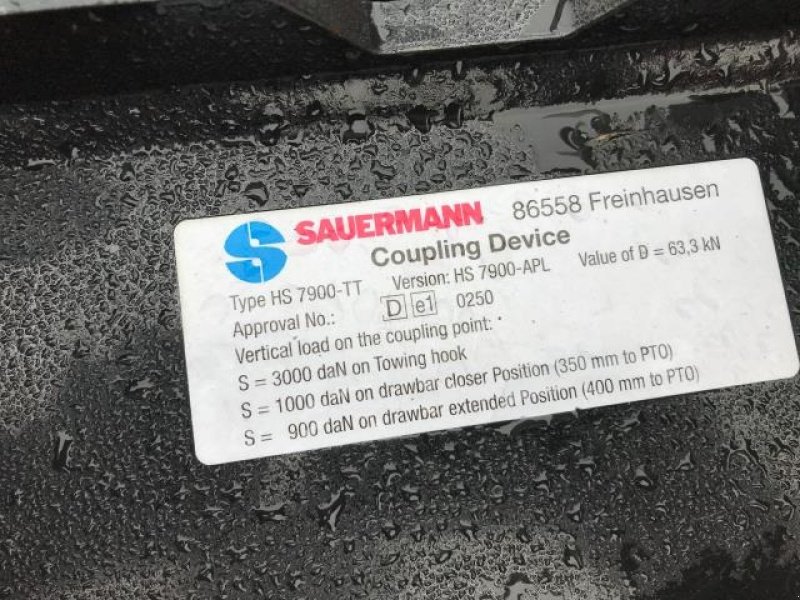 S SAUERMANN 86558 Freinhausen
Coupling Device
Type HS 7900-TT Version: HS 7900-APL Value of D = 63,3 kN
Approval No.: D e1 0250
Vertical load on the coupling point:
S = 3000 daN on Towing hook
S = 1000 daN on drawbar closer Position (350 mm to PTO)
S = 900 daN on drawbar extended Position (400 mm to PTO)